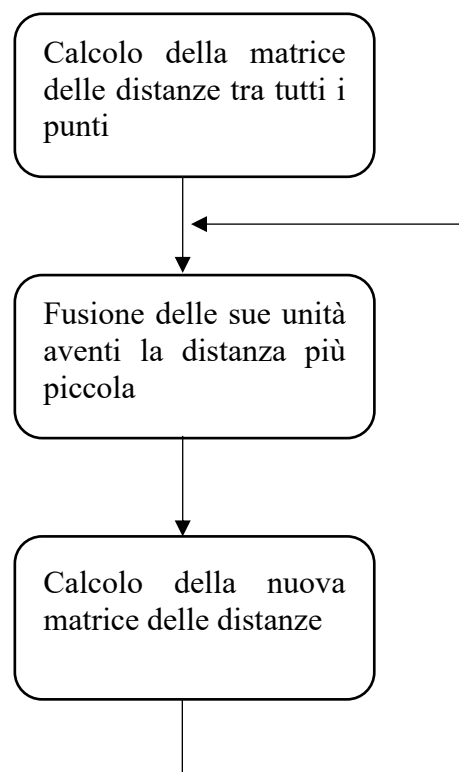 Calcolo della matrice
delle distanze tra tutti i
punti
Fusione delle sue unità
aventi la distanza più
piccola
Calcolo della nuova
matrice delle distanze